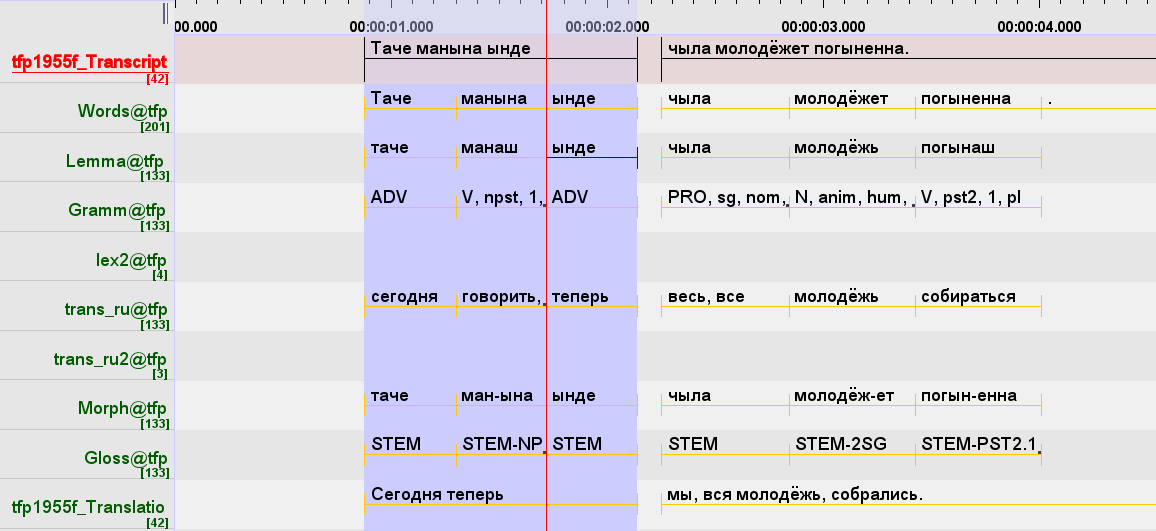 00.000 00:00:01.000 00:00:02.000 00:00:03.000 00:00:04.000
tfp1955f_Transcript [42] Таче манына ынде чыла молодёжет погыненна.
Words@tfp [201] Таче манына ынде чыла молодёжет погыненна .
Lemma@tfp [133] таче манаш ынде чыла молодёжь погынаш
Gramm@tfp [133] ADV V, npst, 1, ADV PRO, sg, nom, N, anim, hum, V, pst2, 1, pl
lex2@tfp [4]
trans_ru@tfp [133] сегодня говорить, теперь весь, все молодёжь собираться
trans_ru2@tfp [3]
Morph@tfp [133] таче ман-ына ынде чыла молодёж-ет погын-енна
Gloss@tfp [133] STEM STEM-NP STEM STEM STEM-2SG STEM-PST2.1
tfp1955f_Translatio [42] Сегодня теперь мы, вся молодёжь, собрались.